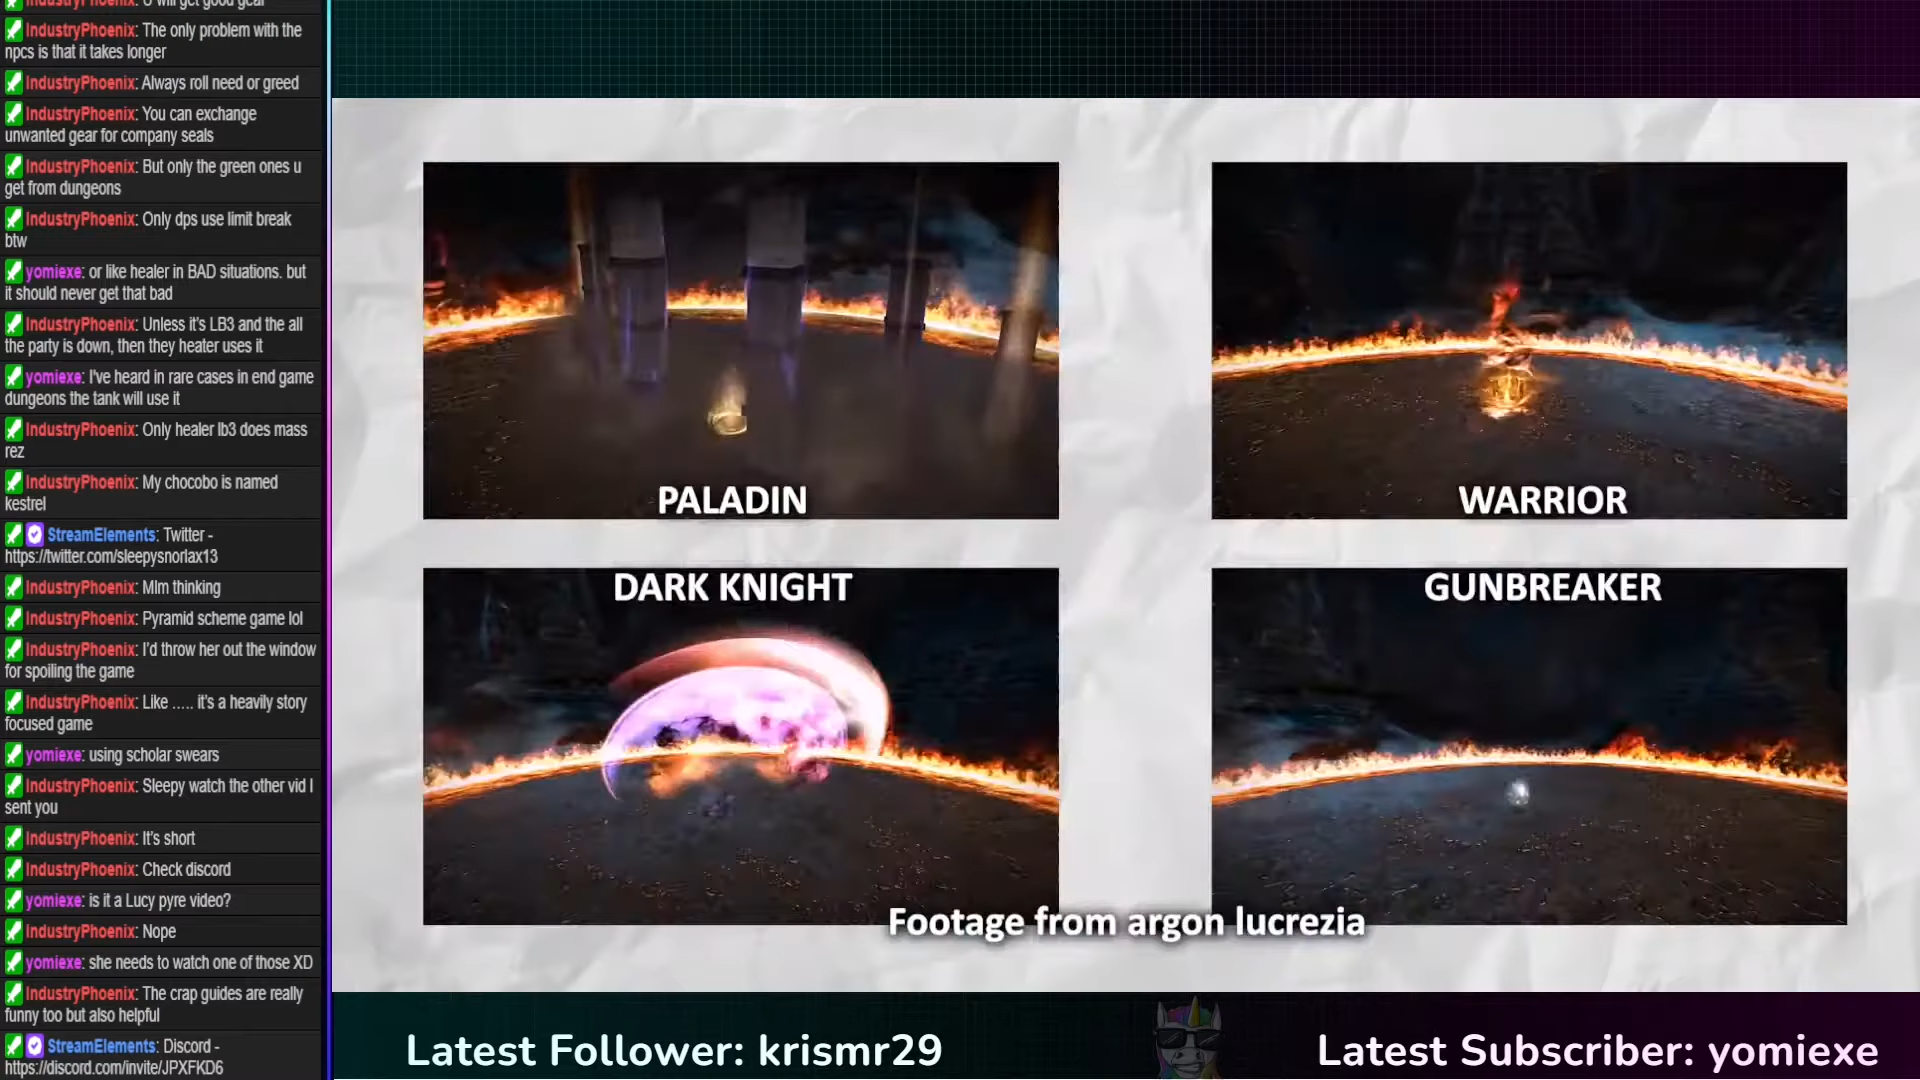 IndustryPhoenix: U will get good gear
IndustryPhoenix: The only problem with the
npcs is that it takes longer
IndustryPhoenix: Always roll need or greed
IndustryPhoenix: You can exchange
unwanted gear for company seals
IndustryPhoenix: But only the green ones u
get from dungeons
IndustryPhoenix: Only dps use limit break
btw
yomiexe: or like healer in BAD situations. but
it should never get that bad
IndustryPhoenix: Unless it's LB3 and the all
the party is down, then they heater uses it
yomiexe: I've heard in rare cases in end game
dungeons the tank will use it
IndustryPhoenix: Only healer lb3 does mass
rez
IndustryPhoenix: My chocobo is named
kestrel
StreamElements: Twitter -
https://twitter.com/sleepysnorlax13
IndustryPhoenix: Mlm thinking
IndustryPhoenix: Pyramid scheme game lol
IndustryPhoenix: I'd throw her out the window
for spoiling the game
IndustryPhoenix: Like ..... it's a heavily story
focused game
yomiexe: using scholar swears
IndustryPhoenix: Sleepy watch the other vid I
sent you
IndustryPhoenix: It's short
IndustryPhoenix: Check discord
yomiexe: is it a Lucy pyre video?
IndustryPhoenix: Nope
yomiexe: she needs to watch one of those XD
IndustryPhoenix: The crap guides are really
funny too but also helpful
StreamElements: Discord -
https://discord.com/invite/JPXFKD6
PALADIN
WARRIOR
DARK KNIGHT
GUNBREAKER
Footage from argon lucrezia
Latest Follower: krismr29
Latest Subscriber: yomiexe